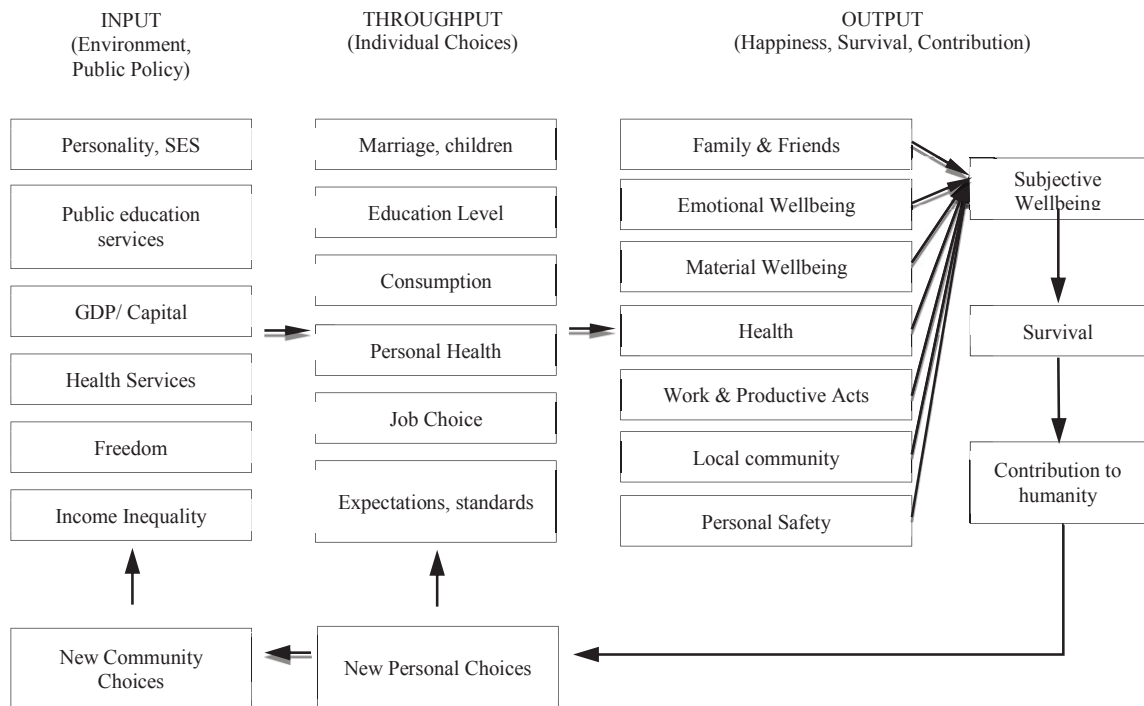 INPUT
(Environment,
Public Policy)
THROUGHPUT
(Individual Choices)
OUTPUT
(Happiness, Survival, Contribution)
Personality, SES
Public education
services
GDP/ Capital
Health Services
Freedom
Income Inequality
New Community
Choices
Marriage, children
Education Level
Consumption
Personal Health
Job Choice
Expectations, standards
New Personal Choices
Family & Friends
Emotional Wellbeing
Material Wellbeing
Health
Work & Productive Acts
Local community
Personal Safety
Subjective
Wellbeing
Survival
Contribution to
humanity